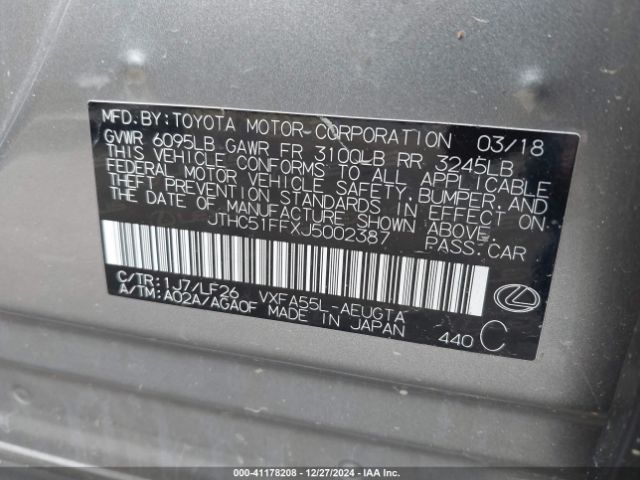 MFD.BY:TOYOTA MOTOR-CORPORATION 03/18
GVWR 6095LB GAWR FR 3100LB RR 3245LB
THIS VEHICLE CONFORMS TO ALL APPLICABLE
FEDERAL MOTOR VEHICLE SAFETY,BUMPER,AND
THEFT PREVENTION STANDARDS IN EFFECT ON
THE DATE OF MANUFACTURE SHOWN ABOVE.
JTHC51FFXJ5002387 PASS.CAR
C/TR:1J7/LF26 VXFA55L-AEUGTA
A/TM:A02A/AGA0F MADE IN JAPAN 440 C
000-41178208 - 12/27/2024 - IAA Inc.